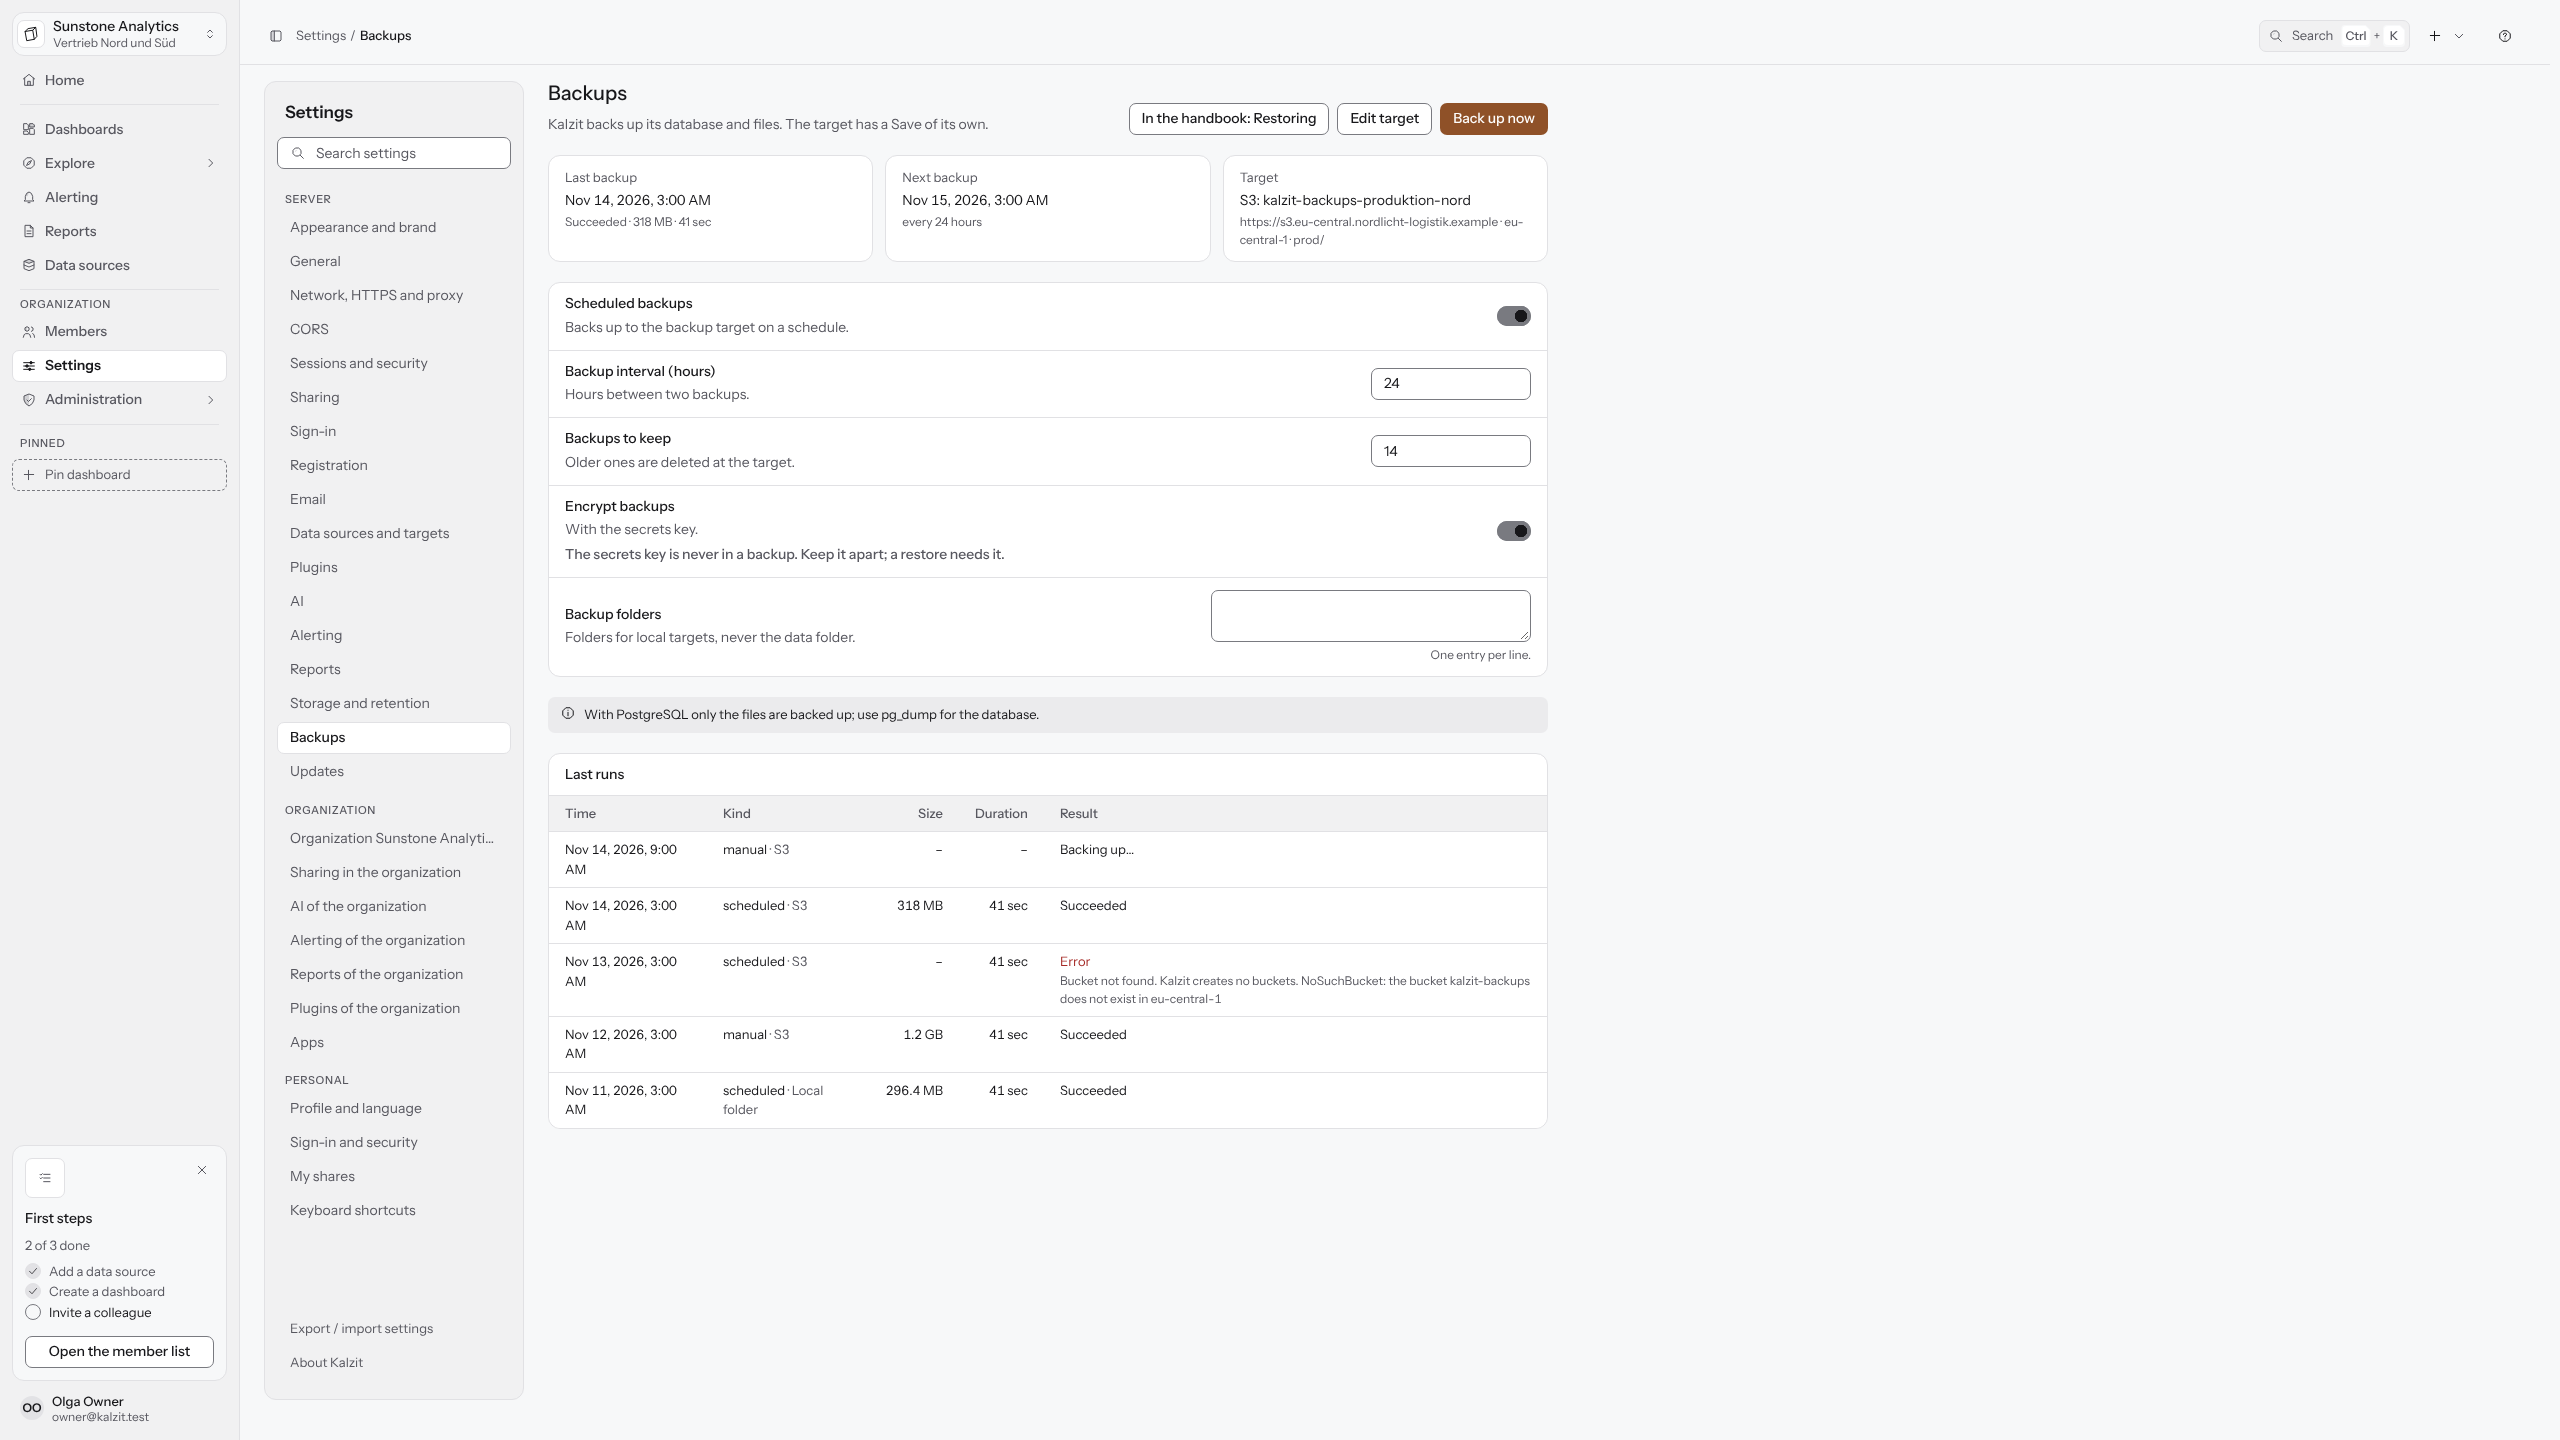 Sunstone Analytics
Vertrieb Nord und Süd
Home
Dashboards
Explore
Alerting
Reports
Data sources
ORGANIZATION
Members
Settings
Administration
PINNED
Pin dashboard
First steps
2 of 3 done
Add a data source
Create a dashboard
Invite a colleague
Open the member list
OO
Olga Owner
owner@kalzit.test
Settings / Backups
Search Ctrl + K
Settings
Search settings
SERVER
Appearance and brand
General
Network, HTTPS and proxy
CORS
Sessions and security
Sharing
Sign-in
Registration
Email
Data sources and targets
Plugins
AI
Alerting
Reports
Storage and retention
Backups
Updates
ORGANIZATION
Organization Sunstone Analyti...
Sharing in the organization
AI of the organization
Alerting of the organization
Reports of the organization
Plugins of the organization
Apps
PERSONAL
Profile and language
Sign-in and security
My shares
Keyboard shortcuts
Export / import settings
About Kalzit
Backups
Kalzit backs up its database and files. The target has a Save of its own.
In the handbook: Restoring
Edit target
Back up now
Last backup
Nov 14, 2026, 3:00 AM
Succeeded · 318 MB · 41 sec
Next backup
Nov 15, 2026, 3:00 AM
every 24 hours
Target
S3: kalzit-backups-produktion-nord
https://s3.eu-central.nordlicht-logistik.example · eu-
central-1 · prod/
Scheduled backups
Backs up to the backup target on a schedule.
Backup interval (hours)
Hours between two backups.
24
Backups to keep
Older ones are deleted at the target.
14
Encrypt backups
With the secrets key.
The secrets key is never in a backup. Keep it apart; a restore needs it.
Backup folders
Folders for local targets, never the data folder.
One entry per line.
With PostgreSQL only the files are backed up; use pg_dump for the database.
Last runs
Time Kind Size Duration Result
Nov 14, 2026, 9:00 manual · S3 – – Backing up...
AM
Nov 14, 2026, 3:00 scheduled · S3 318 MB 41 sec Succeeded
AM
Nov 13, 2026, 3:00 scheduled · S3 – 41 sec Error
AM
Bucket not found. Kalzit creates no buckets. NoSuchBucket: the bucket kalzit-backups
does not exist in eu-central-1
Nov 12, 2026, 3:00 manual · S3 1.2 GB 41 sec Succeeded
AM
Nov 11, 2026, 3:00 scheduled · Local 296.4 MB 41 sec Succeeded
AM folder